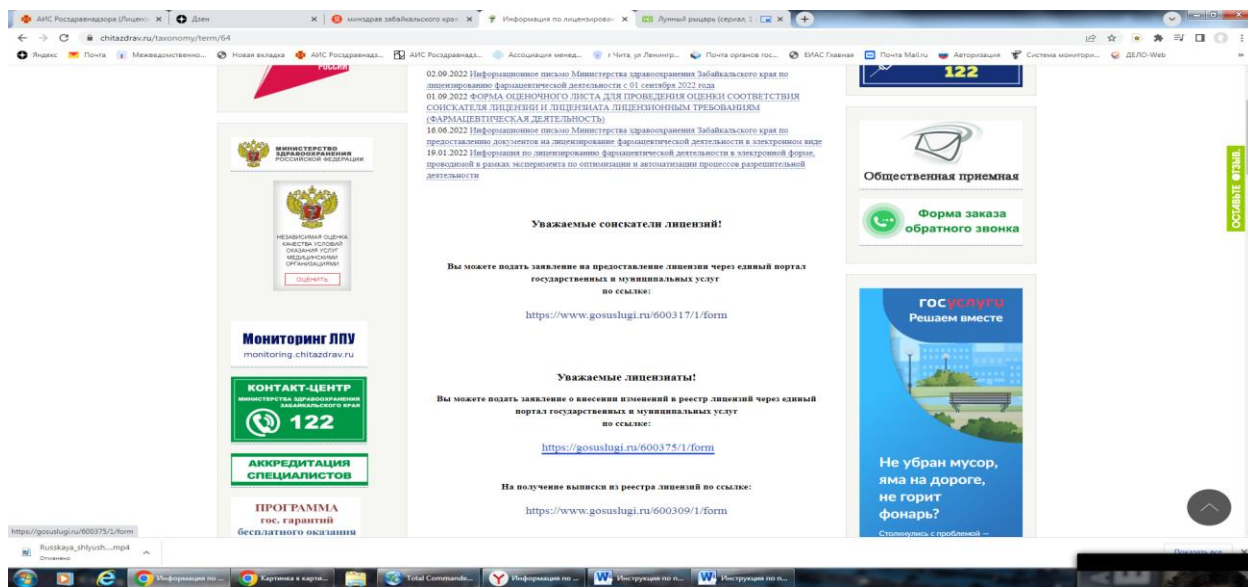 АИС Росздравнадзора (Лиценз
Дзен
минздрав забайкальского края
Информация по лицензирован
Лунный рыцарь (сериал, 1
chitazdrav.ru/taxonomy/term/64
Яндекс
Почта
Межведомственно...
Новая вкладка
АИС Росздравнадз...
АИС Росздравнадз...
Ассоциация менед...
г Чита, ул Ленингр...
Почта органов гос...
ЕИАС Главная
Почта Mail.ru
Авторизация
Система монитори...
ДЕЛО-Web
РОССИИ
МИНИСТЕРСТВО
ЗДРАВООХРАНЕНИЯ
РОССИЙСКОЙ ФЕДЕРАЦИИ
НЕЗАВИСИМАЯ ОЦЕНКА
КАЧЕСТВА УСЛОВИЙ
ОКАЗАНИЯ УСЛУГ
МЕДИЦИНСКИМИ
ОРГАНИЗАЦИЯМИ
ОЦЕНИТЬ
Мониторинг ЛПУ
monitoring.chitazdrav.ru
КОНТАКТ-ЦЕНТР
МИНИСТЕРСТВА ЗДРАВООХРАНЕНИЯ
ЗАБАЙКАЛЬСКОГО КРАЯ
122
АККРЕДИТАЦИЯ
СПЕЦИАЛИСТОВ
ПРОГРАММА
гос. гарантий
бесплатного оказания
02.09.2022 Информационное письмо Министерства здравоохранения Забайкальского края по
лицензированию фармацевтической деятельности с 01 сентября 2022 года
01.09.2022 ФОРМА ОЦЕНОЧНОГО ЛИСТА ДЛЯ ПРОВЕДЕНИЯ ОЦЕНКИ СООТВЕТСТВИЯ
СОИСКАТЕЛЯ ЛИЦЕНЗИИ И ЛИЦЕНЗИАТА ЛИЦЕНЗИОННЫМ ТРЕБОВАНИЯМ
(ФАРМАЦЕВТИЧЕСКАЯ ДЕЯТЕЛЬНОСТЬ)
16.06.2022 Информационное письмо Министерства здравоохранения Забайкальского края по
предоставлению документов на лицензирование фармацевтической деятельности в электронном виде
19.01.2022 Информация по лицензированию фармацевтической деятельности в электронной форме,
проводимой в рамках эксперимента по оптимизации и автоматизации процессов разрешительной
деятельности
Уважаемые соискатели лицензий!
Вы можете подать заявление на предоставление лицензии через единый портал
государственных и муниципальных услуг
по ссылке:
https://www.gosuslugi.ru/600317/1/form
Уважаемые лицензиаты!
Вы можете подать заявление о внесении изменений в реестр лицензий через единый
портал государственных и муниципальных услуг
по ссылке:
https://gosuslugi.ru/600375/1/form
На получение выписки из реестра лицензий по ссылке:
https://www.gosuslugi.ru/600309/1/form
122
Общественная приемная
Форма заказа
обратного звонка
госуслуги
Решаем вместе
Не убран мусор,
яма на дороге,
не горит
фонарь?
Столкнулись с проблемой —
ОСТАВЬТЕ ОТЗЫВ.
https://gosuslugi.ru/600375/1/form
Russkaya_shlyush....mp4
Отменено
Показать все
Информация по ...
Картинка в карти...
Total Commande...
Информация по ...
Инструкция по п...
Инструкция по п...